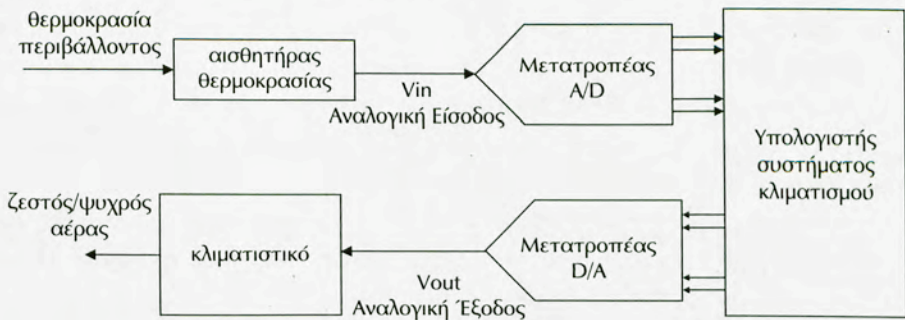 θερμοκρασία
περιβάλλοντος
αισθητήρας
θερμοκρασίας
Vin
Αναλογική Είσοδος
Μετατροπέας
A/D
Υπολογιστής
συστήματος
κλιματισμού
ζεστός/ψυχρός
αέρας
κλιματιστικό
Vout
Αναλογική Έξοδος
Μετατροπέας
D/A